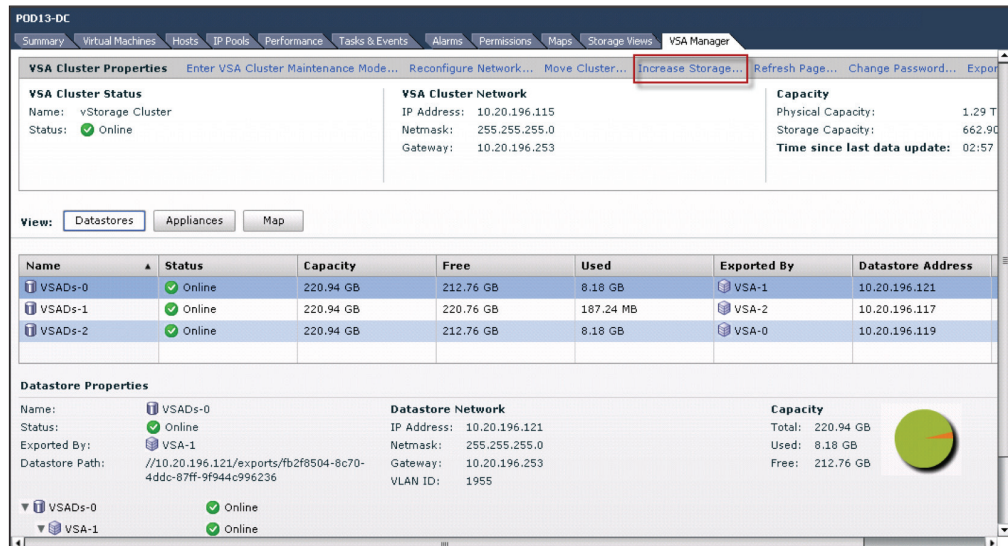 POD13-DC
Summary Virtual Machines Hosts IP Pools Performance Tasks & Events Alarms Permissions Maps Storage Views VSA Manager
VSA Cluster Properties Enter VSA Cluster Maintenance Mode... Reconfigure Network... Move Cluster... Increase Storage... Refresh Page... Change Password... Expor
VSA Cluster Status VSA Cluster Network Capacity
Name: vStorage Cluster IP Address: 10.20.196.115 Physical Capacity: 1.29 T
Status: Online Netmask: 255.255.255.0 Storage Capacity: 662.90
Gateway: 10.20.196.253 Time since last data update: 02:57
View: Datastores Appliances Map
Name Status Capacity Free Used Exported By Datastore Address
VSADs-0 Online 220.94 GB 212.76 GB 8.18 GB VSA-1 10.20.196.121
VSADs-1 Online 220.94 GB 220.76 GB 187.24 MB VSA-2 10.20.196.117
VSADs-2 Online 220.94 GB 212.76 GB 8.18 GB VSA-0 10.20.196.119
Datastore Properties
Name: VSADs-0 Datastore Network Capacity
Status: Online IP Address: 10.20.196.121 Total: 220.94 GB
Exported By: VSA-1 Netmask: 255.255.255.0 Used: 8.18 GB
Datastore Path: //10.20.196.121/exports/fb2f8504-8c70- Gateway: 10.20.196.253 Free: 212.76 GB
4ddc-87ff-9f944c996236 VLAN ID: 1955
VSADs-0 Online
VSA-1 Online